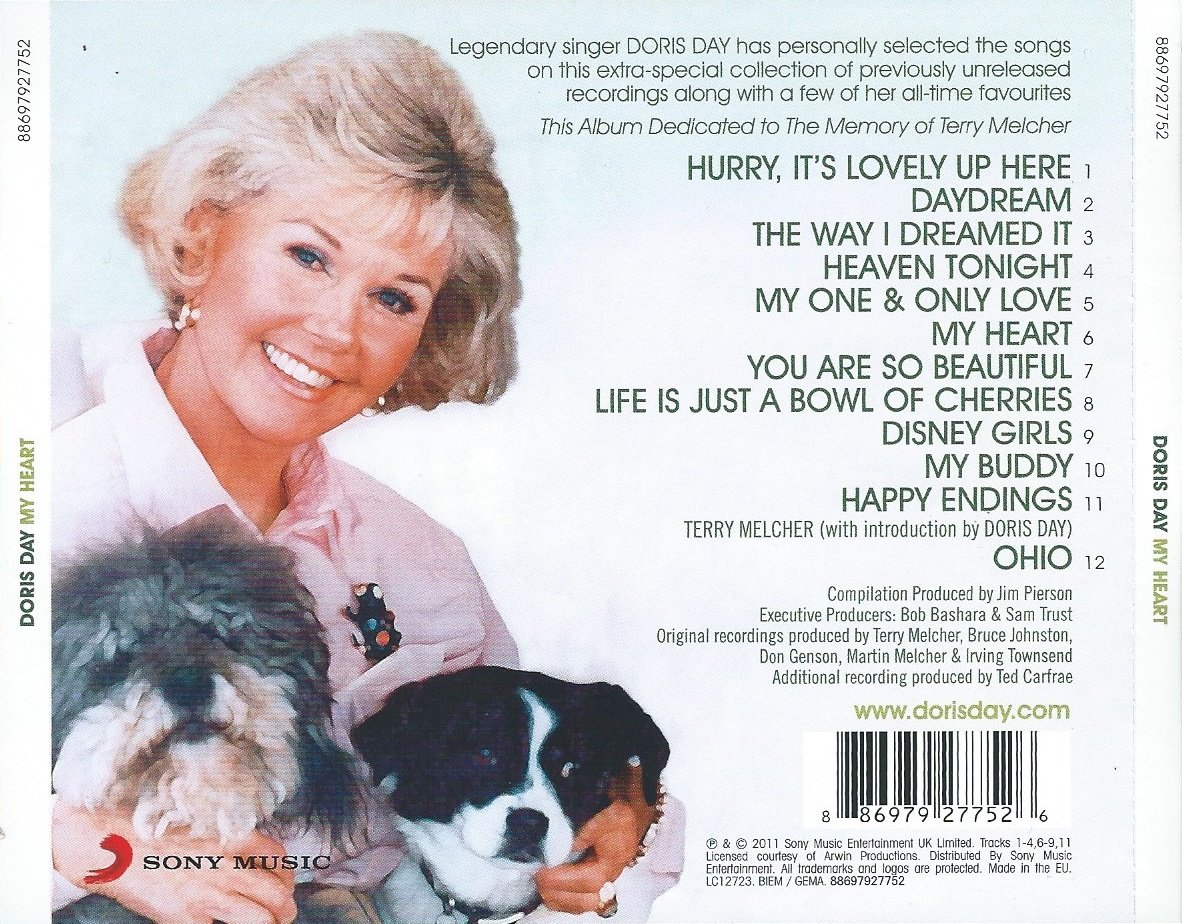 88697927752
DORIS DAY MY HEART
Legendary singer DORIS DAY has personally selected the songs
on this extra-special collection of previously unreleased
recordings along with a few of her all-time favourites
This Album Dedicated to The Memory of Terry Melcher
HURRY, IT'S LOVELY UP HERE 1
DAYDREAM 2
THE WAY I DREAMED IT 3
HEAVEN TONIGHT 4
MY ONE & ONLY LOVE 5
MY HEART 6
YOU ARE SO BEAUTIFUL 7
LIFE IS JUST A BOWL OF CHERRIES 8
DISNEY GIRLS 9
MY BUDDY 10
HAPPY ENDINGS 11
TERRY MELCHER (with introduction by DORIS DAY)
OHIO 12
Compilation Produced by Jim Pierson
Executive Producers: Bob Bashara & Sam Trust
Original recordings produced by Terry Melcher, Bruce Johnston,
Don Genson, Martin Melcher & Irving Townsend
Additional recording produced by Ted Carfrae
www.dorisday.com
8 86979 27752 6
SONY MUSIC
℗ & © 2011 Sony Music Entertainment UK Limited. Tracks 1-4,6-9,11
Licensed courtesy of Arwin Productions. Distributed By Sony Music
Entertainment. All trademarks and logos are protected. Made in the EU.
LC12723. BIEM / GEMA. 88697927752
88697927752
DORIS DAY MY HEART